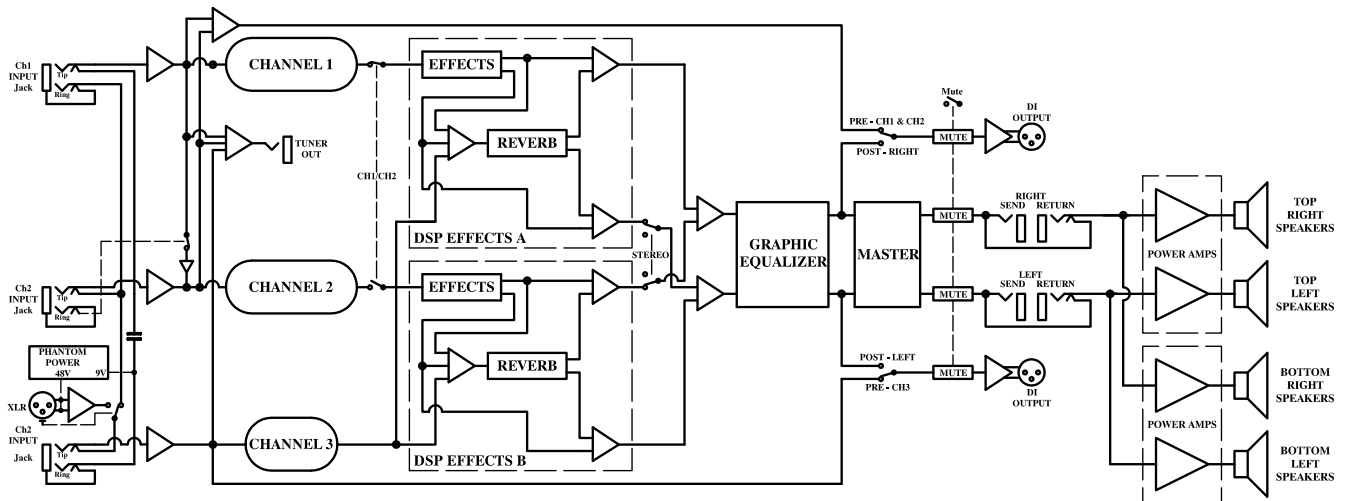 Ch1
INPUT
Jack
Tip
Ring
CHANNEL 1
TUNER
OUT
CH1/CH2
EFFECTS
REVERB
DSP EFFECTS A
STEREO
Ch2
INPUT
Jack
Tip
Ring
CHANNEL 2
EFFECTS
REVERB
DSP EFFECTS B
PHANTOM
POWER
48V 9V
XLR
Ch2
INPUT
Jack
Tip
Ring
CHANNEL 3
GRAPHIC
EQUALIZER
MASTER
PRE - CH1 & CH2
POST - RIGHT
POST - LEFT
PRE - CH3
Mute
MUTE
MUTE
MUTE
MUTE
DI
OUTPUT
RIGHT
SEND RETURN
LEFT
SEND RETURN
DI
OUTPUT
POWER AMPS
POWER AMPS
TOP
RIGHT
SPEAKERS
TOP
LEFT
SPEAKERS
BOTTOM
RIGHT
SPEAKERS
BOTTOM
LEFT
SPEAKERS